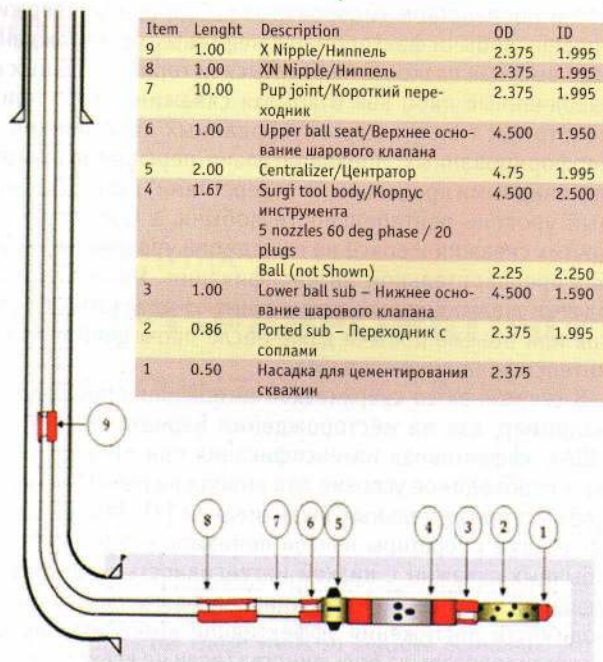 Item Lenght Description OD ID
9 1.00 X Nipple/Ниппель 2.375 1.995
8 1.00 XN Nipple/Ниппель 2.375 1.995
7 10.00 Pup joint/Короткий пере- 2.375 1.995
ходник
6 1.00 Upper ball seat/Верхнее осно- 4.500 1.950
вание шарового клапана
5 2.00 Centralizer/Центратор 4.75 1.995
4 1.67 Surgi tool body/Корпус 4.500 2.500
инструмента
5 nozzles 60 deg phase / 20
plugs
Ball (not Shown) 2.25 2.250
3 1.00 Lower ball sub – Нижнее осно- 4.500 1.590
вание шарового клапана
2 0.86 Ported sub – Переходник с 2.375 1.995
соплами
1 0.50 Насадка для цементирования 2.375
скважин
9
8 7 6 5 4 3 2 1